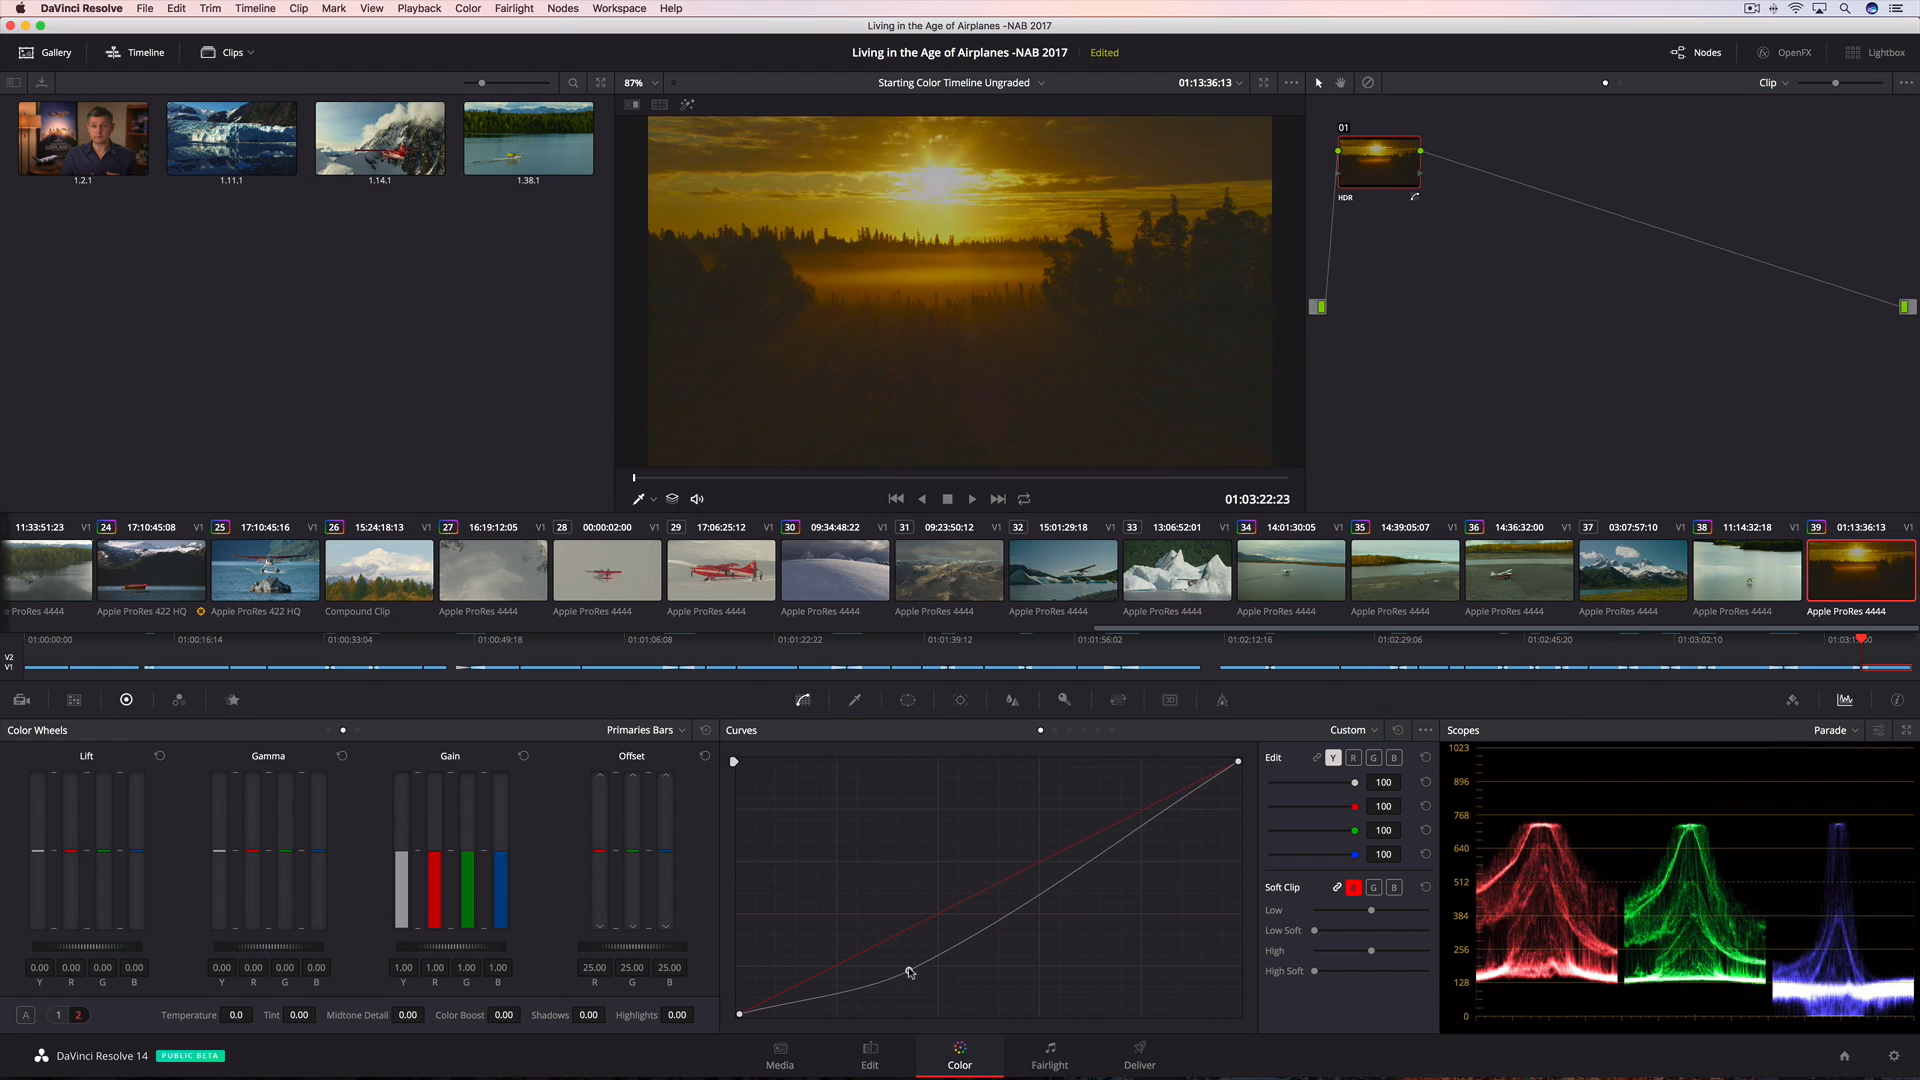 DaVinci Resolve File Edit Trim Timeline Clip Mark View Playback Color Fairlight Nodes Workspace Help
Living in the Age of Airplanes -NAB 2017
Gallery Timeline Clips Living in the Age of Airplanes -NAB 2017 Edited Nodes OpenFX Lightbox
87% Starting Color Timeline Ungraded 01:13:36:13 Clip
1.2.1 1.11.1 1.14.1 1.38.1
01
HDR
01:03:22:23
11:33:51:23 V1 24 17:10:45:08 V1 25 17:10:45:16 V1 26 15:24:18:13 V1 27 16:19:12:05 V1 28 00:00:02:00 V1 29 17:06:25:12 V1 30 09:34:48:22 V1 31 09:23:50:12 V1 32 15:01:29:18 V1 33 13:06:52:01 V1 34 14:01:30:05 V1 35 14:39:05:07 V1 36 14:36:32:00 V1 37 03:07:57:10 V1 38 11:14:32:18 V1 39 01:13:36:13 V1
le ProRes 4444 Apple ProRes 422 HQ Apple ProRes 422 HQ Compound Clip Apple ProRes 4444 Apple ProRes 4444 Apple ProRes 4444 Apple ProRes 4444 Apple ProRes 4444 Apple ProRes 4444 Apple ProRes 4444 Apple ProRes 4444 Apple ProRes 4444 Apple ProRes 4444 Apple ProRes 4444 Apple ProRes 4444 Apple ProRes 4444
01:00:00:00 01:00:16:14 01:00:33:04 01:00:49:18 01:01:06:08 01:01:22:22 01:01:39:12 01:01:56:02 01:02:12:16 01:02:29:06 01:02:45:20 01:03:02:10
V2
V1
Color Wheels Primaries Bars Curves Custom Scopes Parade
Lift Gamma Gain Offset
Edit Y R G B
100
100
100
100
Soft Clip G B
Low
Low Soft
High
High Soft
1023
896
768
640
512
384
256
128
0
0.00 0.00 0.00 0.00 0.00 0.00 0.00 0.00 1.00 1.00 1.00 1.00 25.00 25.00 25.00
Y R G B Y R G B Y R G B R G B
A 1 2 Temperature 0.0 Tint 0.00 Midtone Detail 0.00 Color Boost 0.00 Shadows 0.00 Highlights 0.00
DaVinci Resolve 14 PUBLIC BETA Media Edit Color Fairlight Deliver